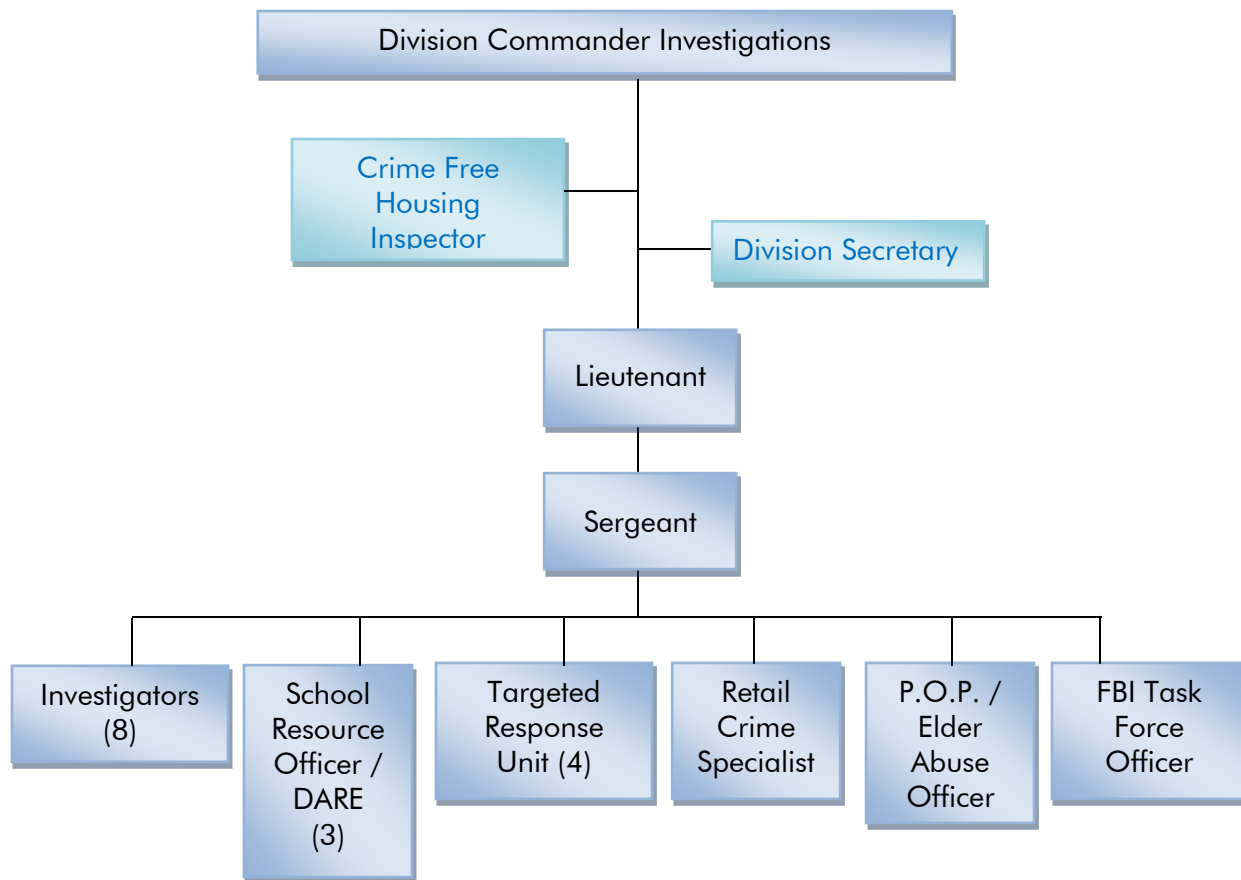 Division Commander Investigations
Crime Free
Housing
Inspector
Division Secretary
Lieutenant
Sergeant
Investigators
(8)
School
Resource
Officer /
DARE
(3)
Targeted
Response
Unit (4)
Retail
Crime
Specialist
P.O.P. /
Elder
Abuse
Officer
FBI Task
Force
Officer